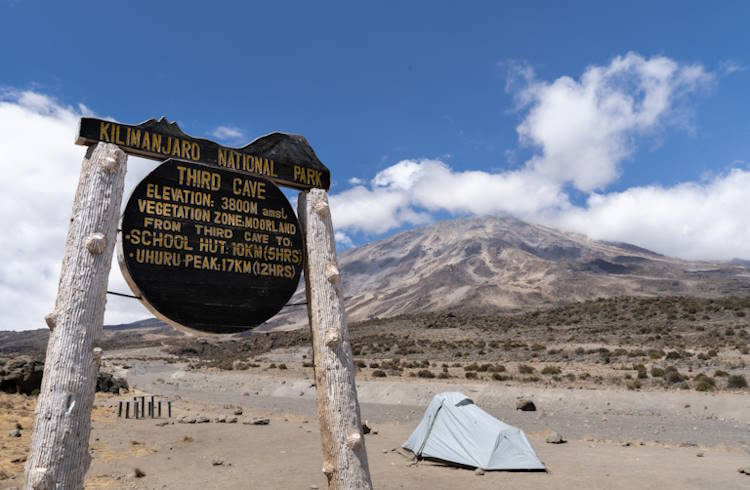 KILIMANJARO NATIONAL PARK
THIRD CAVE
ELEVATION: 3800M amsl
VEGETATION ZONE:MOORLAND
FROM THIRD CAVE TO:
-SCHOOL HUT: 10KM(5HRS)
• UHURU PEAK:17KM(12HRS)